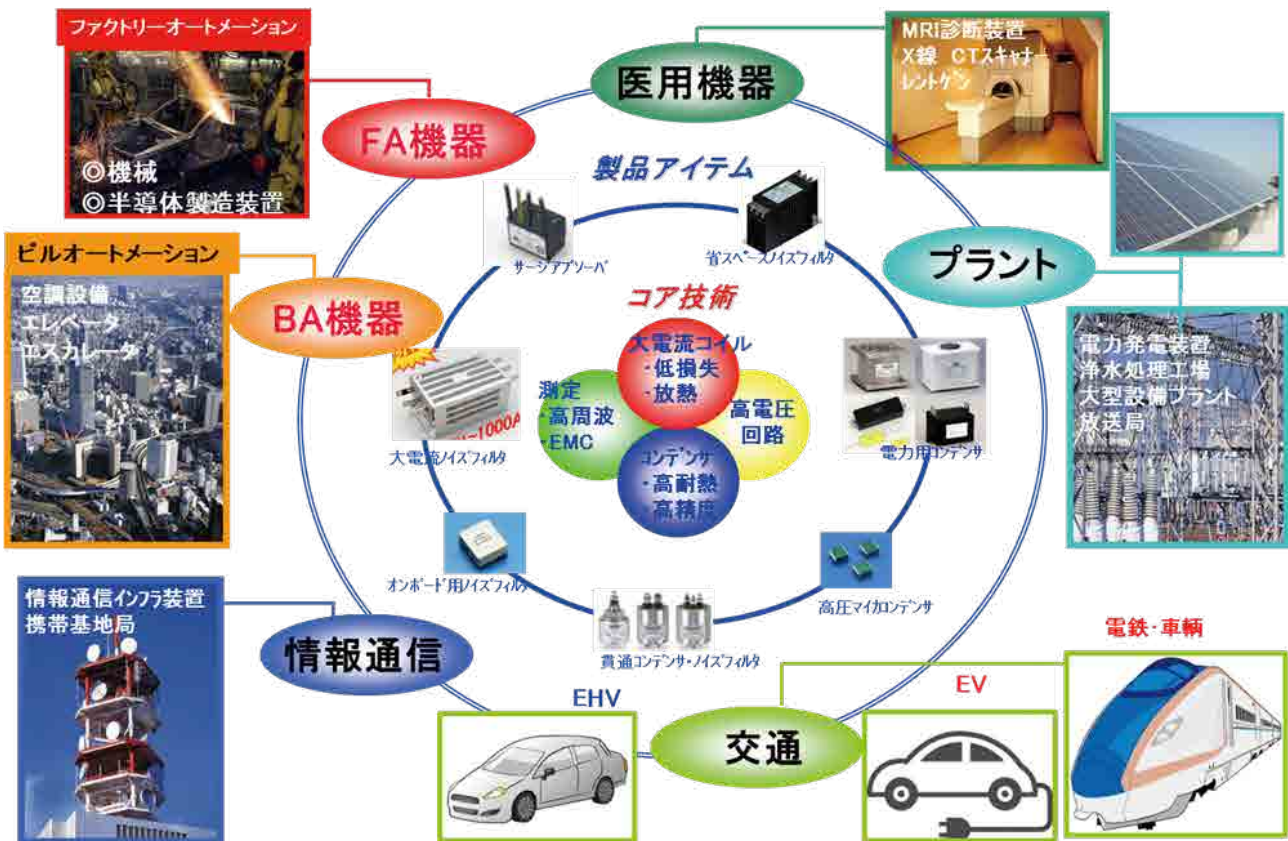 ファクトリーオートメーション
◎機械
◎半導体製造装置
FA機器
医用機器
MRI診断装置
X線 CTスキャナー
レントゲン
製品アイテム
サージアブソーバ
省スペースノイズフィルタ
プラント
ビルオートメーション
空調設備
エレベータ
エスカレータ
BA機器
コア技術
大電流コイル
・低損失
・放熱
測定
・高周波
・EMC
高電圧
回路
コンデンサ
・高耐熱
・高精度
~1000A
大電流ノイズフィルタ
電力用コンデンサ
電力発電装置
浄水処理工場
大型設備プラント
放送局
オンボード用ノイズフィルタ
高圧マイカコンデンサ
貫通コンデンサ・ノイズフィルタ
情報通信インフラ装置
携帯基地局
情報通信
EHV
交通
EV
電鉄・車輌